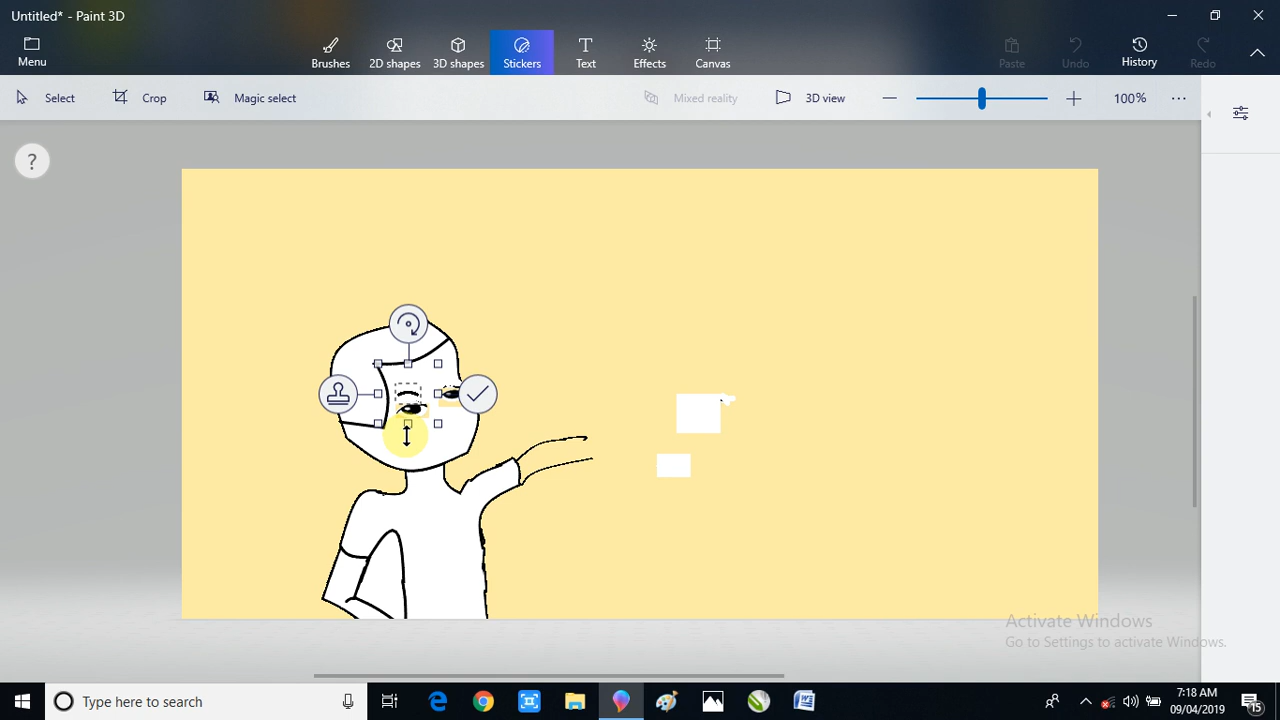 Untitled* - Paint 3D
Menu
Brushes
2D shapes
3D shapes
Stickers
Text
Effects
Canvas
Paste
Undo
History
Redo
Select
Crop
Magic select
Mixed reality
3D view
100%
?
Activate Windows
Go to Settings to activate Windows.
Type here to search
7:18 AM
09/04/2019
15